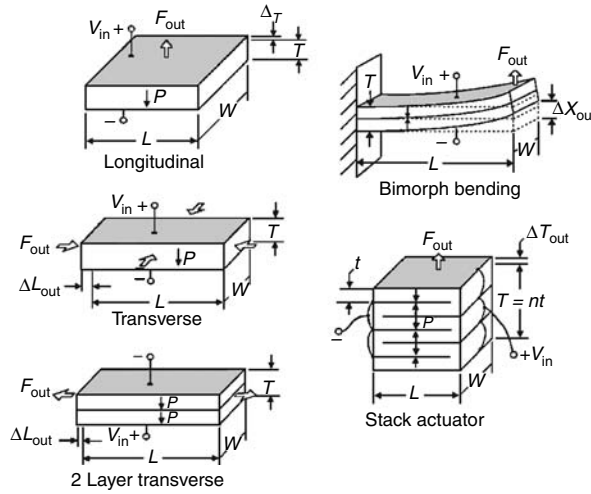 V_in + F_out Δ_T
T
P
W
−
L
Longitudinal
F_out
T V_in +
ΔX_ou
− W
L
Bimorph bending
V_in +
T
F_out P
−
W
ΔL_out
L
Transverse
F_out ΔT_out
t
P T = nt
−
+V_in
W
L
Stack actuator
−
T
F_out P
P
ΔL_out V_in + W
L
2 Layer transverse